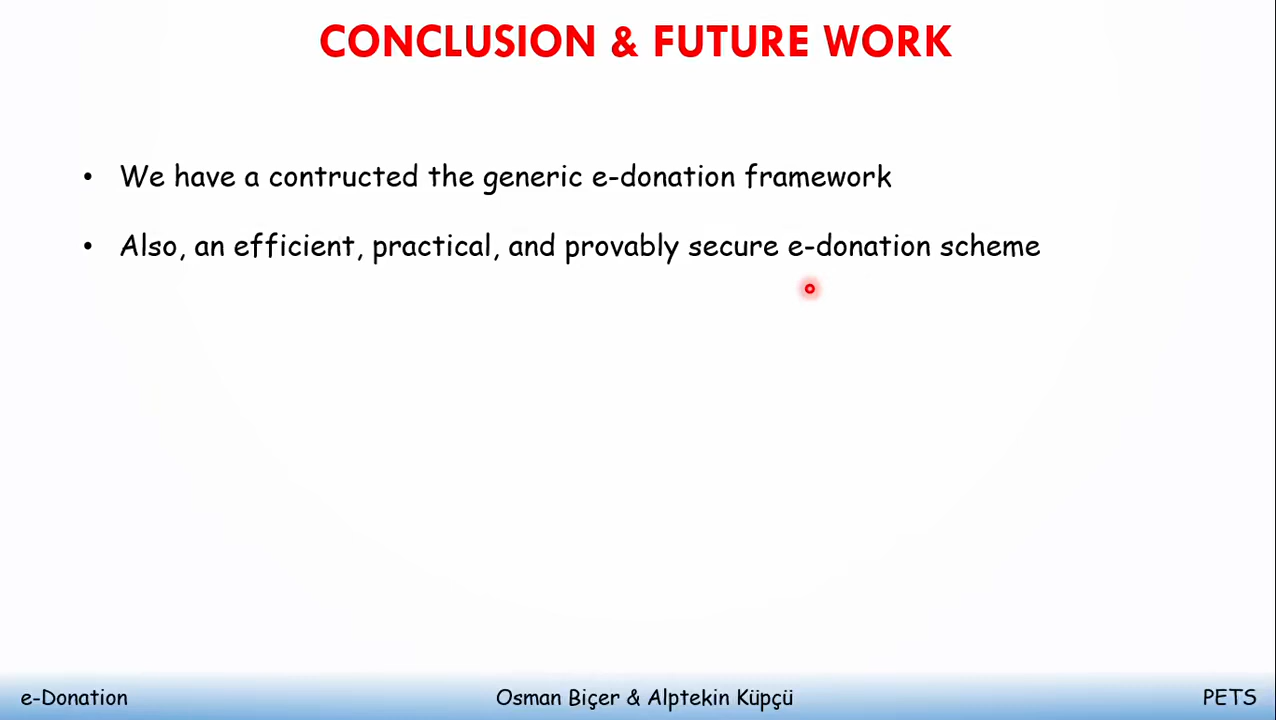 CONCLUSION & FUTURE WORK
• We have a contructed the generic e-donation framework
• Also, an efficient, practical, and provably secure e-donation scheme
e-Donation
Osman Biçer & Alptekin Küpçü
PETS